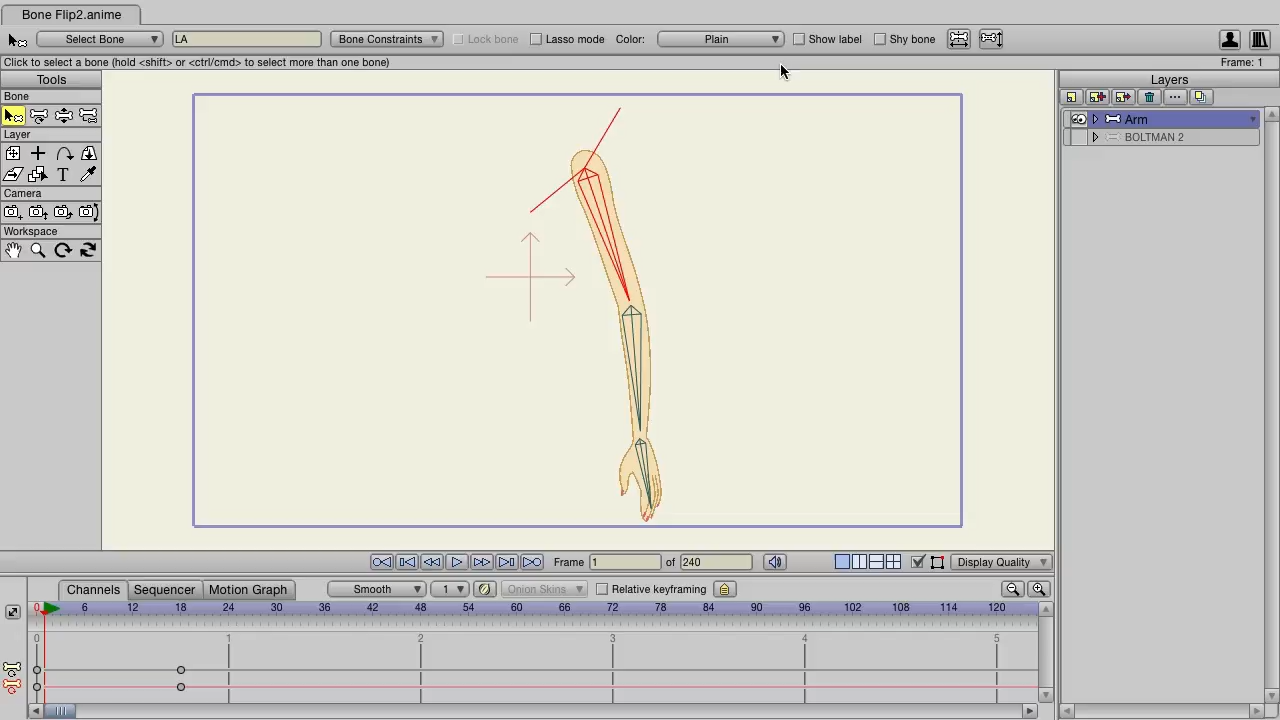 Bone Flip2.anime
Select Bone LA Bone Constraints Lock bone Lasso mode Color: Plain Show label Shy bone
Click to select a bone (hold <shift> or <ctrl/cmd> to select more than one bone) Frame: 1
Tools
Bone
Layer
T
Camera
Workspace
Layers
Arm
BOLTMAN 2
Frame 1 of 240 Display Quality
Channels Sequencer Motion Graph Smooth 1 Onion Skins Relative keyframing
0 6 12 18 24 30 36 42 48 54 60 66 72 78 84 90 96 102 108 114 120
0 1 2 3 4 5